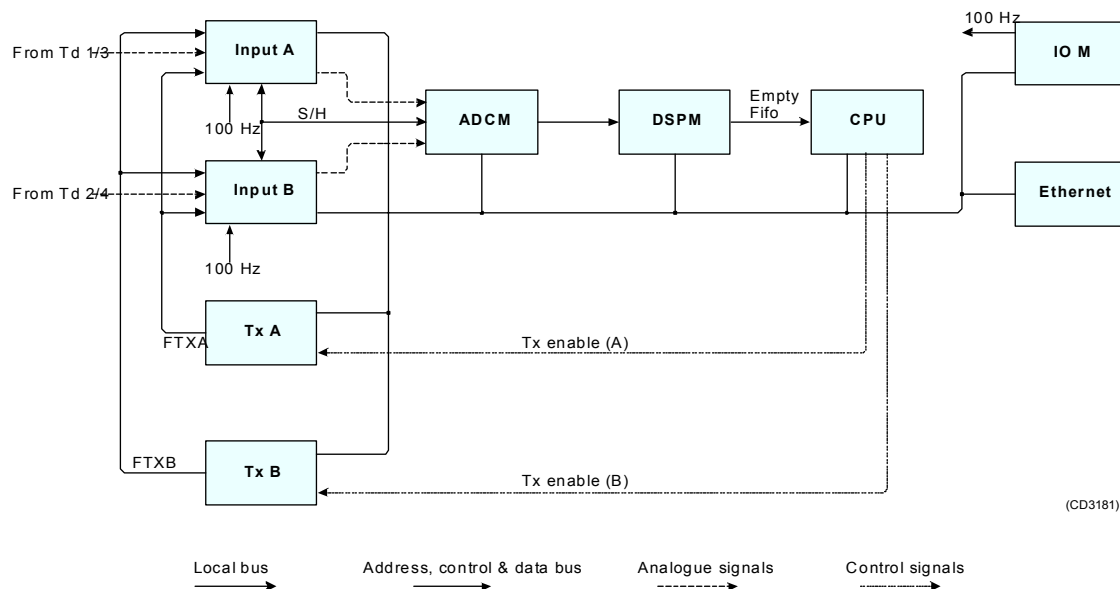 100 Hz
From Td 1/3
Input A
IO M
S/H
100 Hz
ADCM
DSPM
Empty
Fifo
CPU
From Td 2/4
Input B
Ethernet
100 Hz
Tx A
FTXA
Tx enable (A)
FTXB
Tx B
Tx enable (B)
(CD3181)
Local bus
Address, control & data bus
Analogue signals
Control signals